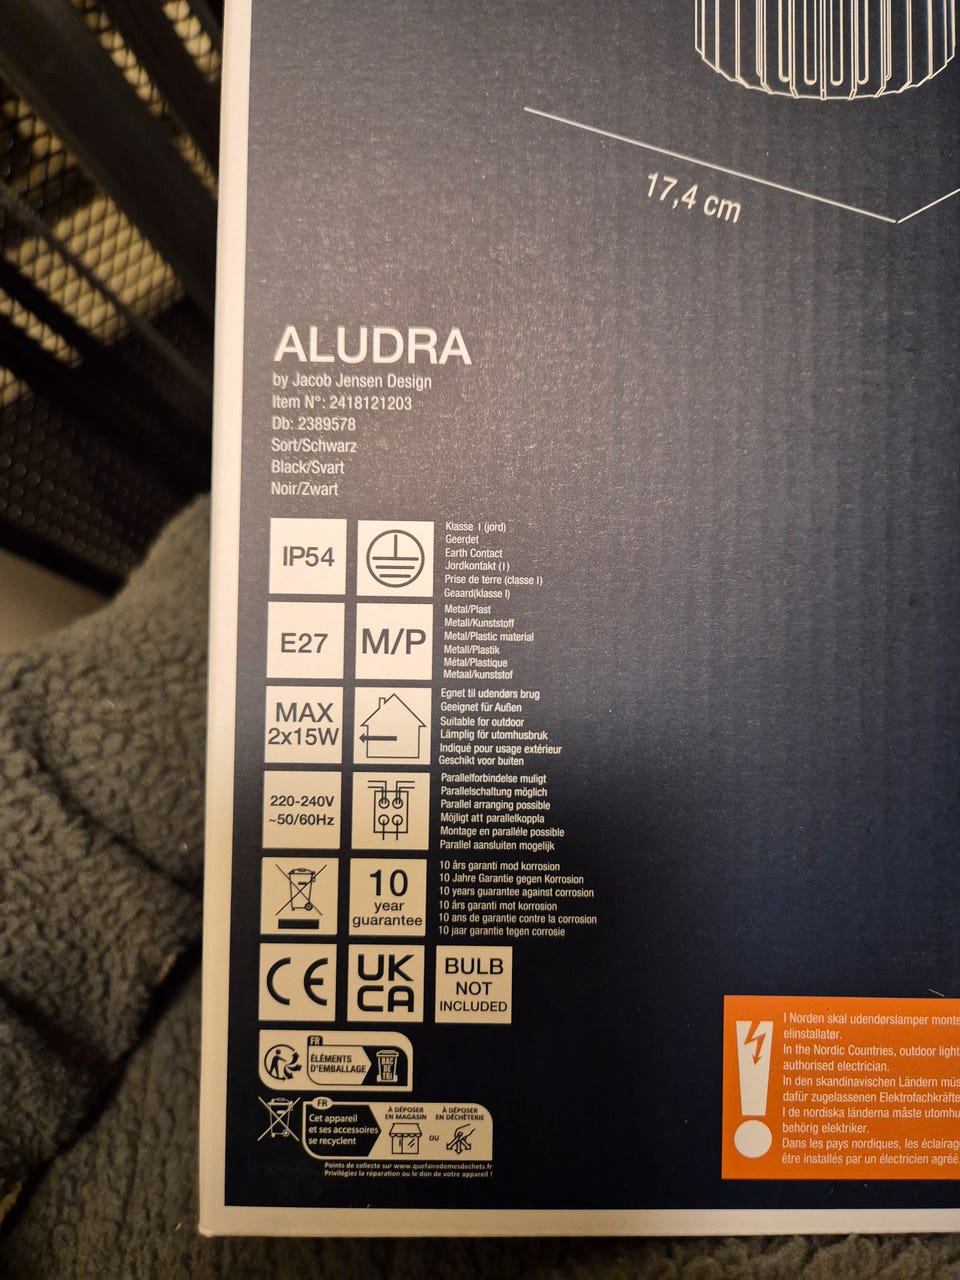 17,4 cm
ALUDRA
by Jacob Jensen Design
Item N°: 2418121203
Db: 2389578
Sort/Schwarz
Black/Svart
Noir/Zwart
IP54
Klasse I (jord)
Geerdet
Earth Contact
Jordkontakt (I)
Prise de terre (classe I)
Geaard(klasse I)
E27
M/P
Metal/Plast
Metall/Kunststoff
Metal/Plastic material
Metall/Plastik
Métal/Plastique
Metaal/kunststof
MAX
2x15W
Egnet til udendørs brug
Geeignet für Außen
Suitable for outdoor
Lämplig för utomhusbruk
Indiqué pour usage extérieur
Geschikt voor buiten
220-240V
~50/60Hz
Parallelforbindelse muligt
Parallelschaltung möglich
Parallel arranging possible
Möjligt att parallelkoppla
Montage en parallèle possible
Parallel aansluiten mogelijk
10
year
guarantee
10 års garanti mod korrosion
10 Jahre Garantie gegen Korrosion
10 years guarantee against corrosion
10 års garanti mot korrosion
10 ans de garantie contre la corrosion
10 jaar garantie tegen corrosie
CE
UK
CA
BULB
NOT
INCLUDED
FR
ÉLÉMENTS
D'EMBALLAGE
BAC
DE
TRI
FR
Cet appareil
et ses accessoires
se recyclent
À DÉPOSER
EN MAGASIN
OU
À DÉPOSER
EN DÉCHÈTERIE
Points de collecte sur www.quefairedemesdechets.fr
Privilégiez la réparation ou le don de votre appareil !
I Norden skal udendørslamper monte
elinstallatør.
In the Nordic Countries, outdoor light
authorised electrician.
In den skandinavischen Ländern müs
dafür zugelassenen Elektrofachkräfte
I de nordiska länderna måste utomhu
behörig elektriker.
Dans les pays nordiques, les éclairag
être installés par un électricien agréé.